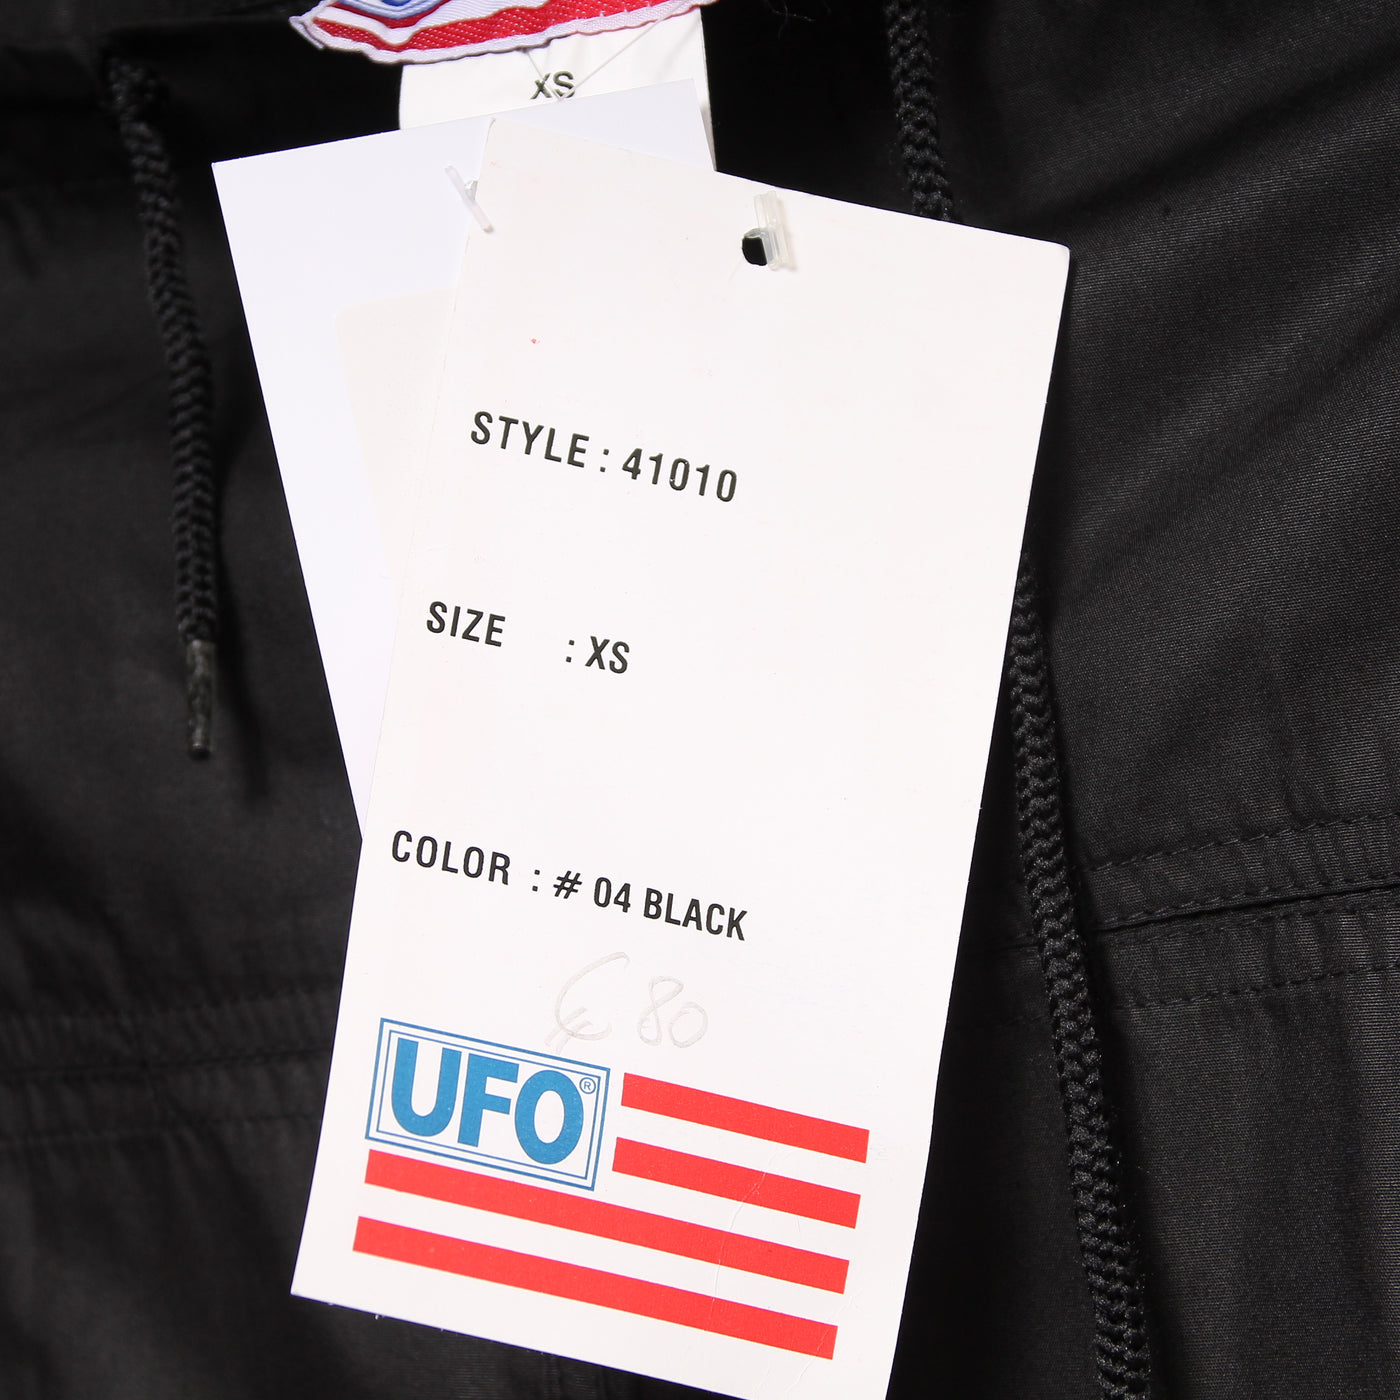 XS
STYLE : 41010
SIZE : XS
COLOR : # 04 BLACK
€ 80
UFO®